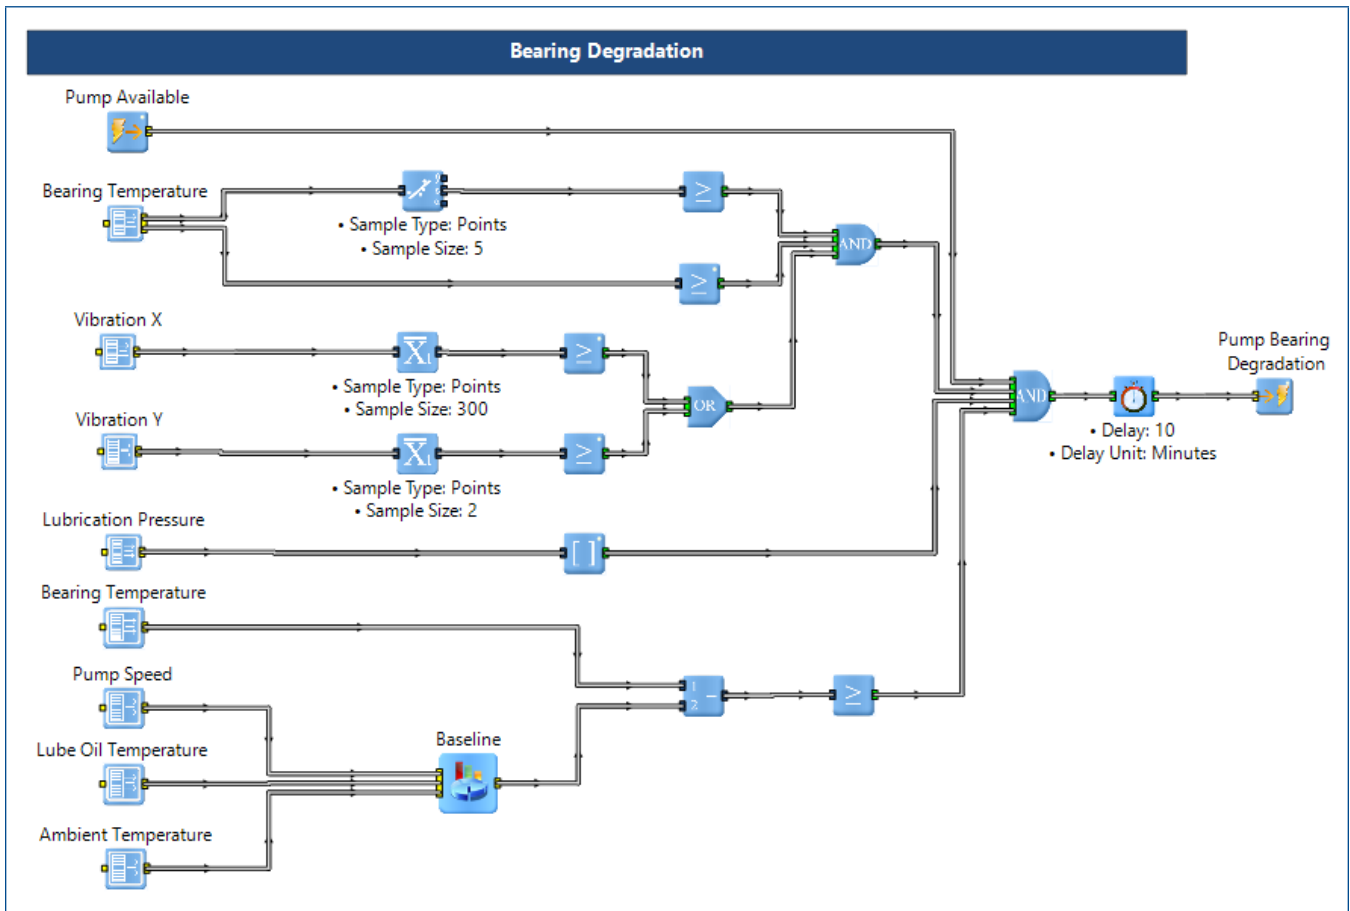 Bearing Degradation
Pump Available
Bearing Temperature
≥
• Sample Type: Points
• Sample Size: 5
AND
≥
Vibration X
X
≥
• Sample Type: Points
• Sample Size: 300
OR
Vibration Y
X
≥
• Sample Type: Points
• Sample Size: 2
Pump Bearing
Degradation
AND
• Delay: 10
• Delay Unit: Minutes
Lubrication Pressure
[ ]
Bearing Temperature
Pump Speed
1
2
–
≥
Lube Oil Temperature
Baseline
Ambient Temperature